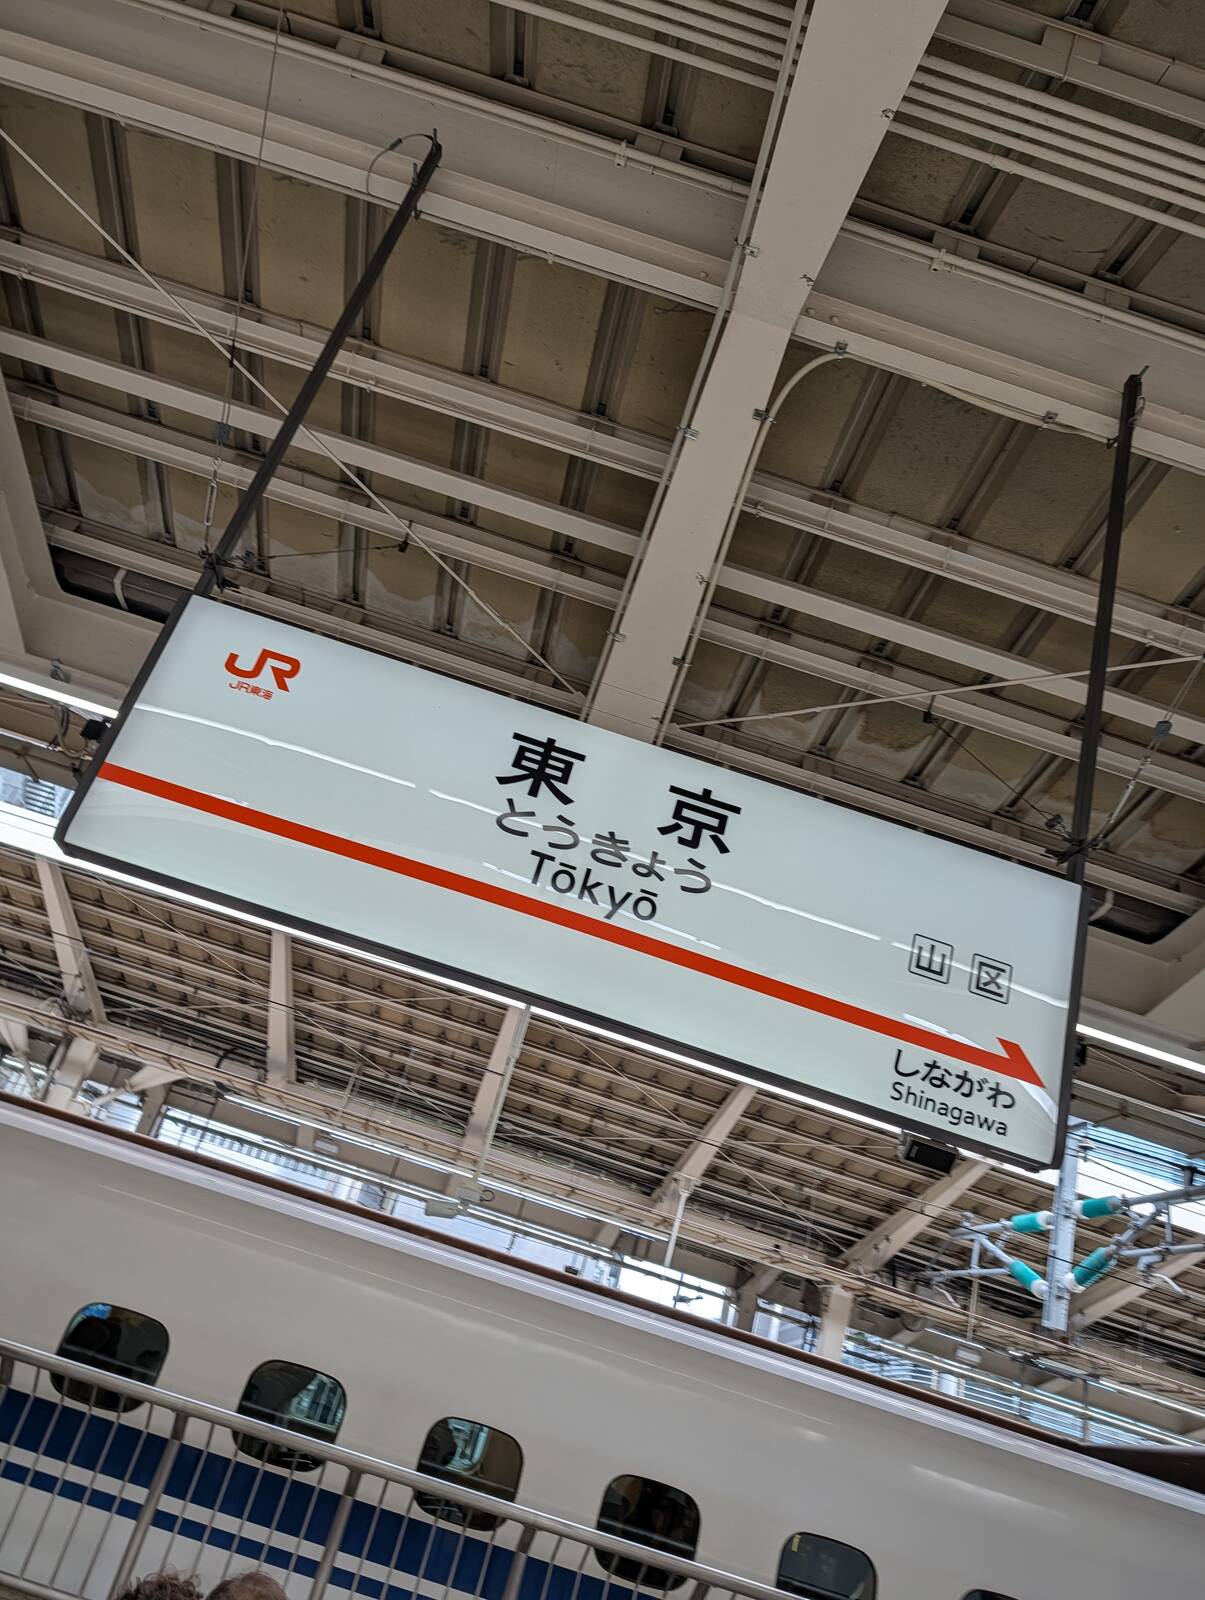 JR
JR東海
東京
とうきょう
Tōkyō
山 区
しながわ
Shinagawa